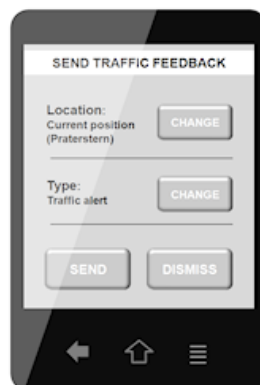 SEND TRAFFIC FEEDBACK
Location:
Current position
(Praterstern)
CHANGE
Type:
Traffic alert
CHANGE
SEND
DISMISS